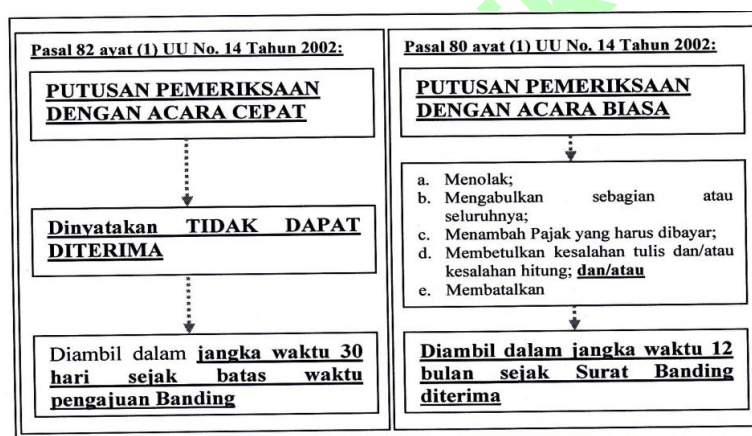 Pasal 82 ayat (1) UU No. 14 Tahun 2002:
PUTUSAN PEMERIKSAAN
DENGAN ACARA CEPAT
Dinyatakan TIDAK DAPAT
DITERIMA
Diambil dalam jangka waktu 30
hari sejak batas waktu
pengajuan Banding
Pasal 80 ayat (1) UU No. 14 Tahun 2002:
PUTUSAN PEMERIKSAAN
DENGAN ACARA BIASA
a. Menolak;
b. Mengabulkan sebagian atau
seluruhnya;
c. Menambah Pajak yang harus dibayar;
d. Membetulkan kesalahan tulis dan/atau
kesalahan hitung; dan/atau
e. Membatalkan
Diambil dalam jangka waktu 12
bulan sejak Surat Banding
diterima